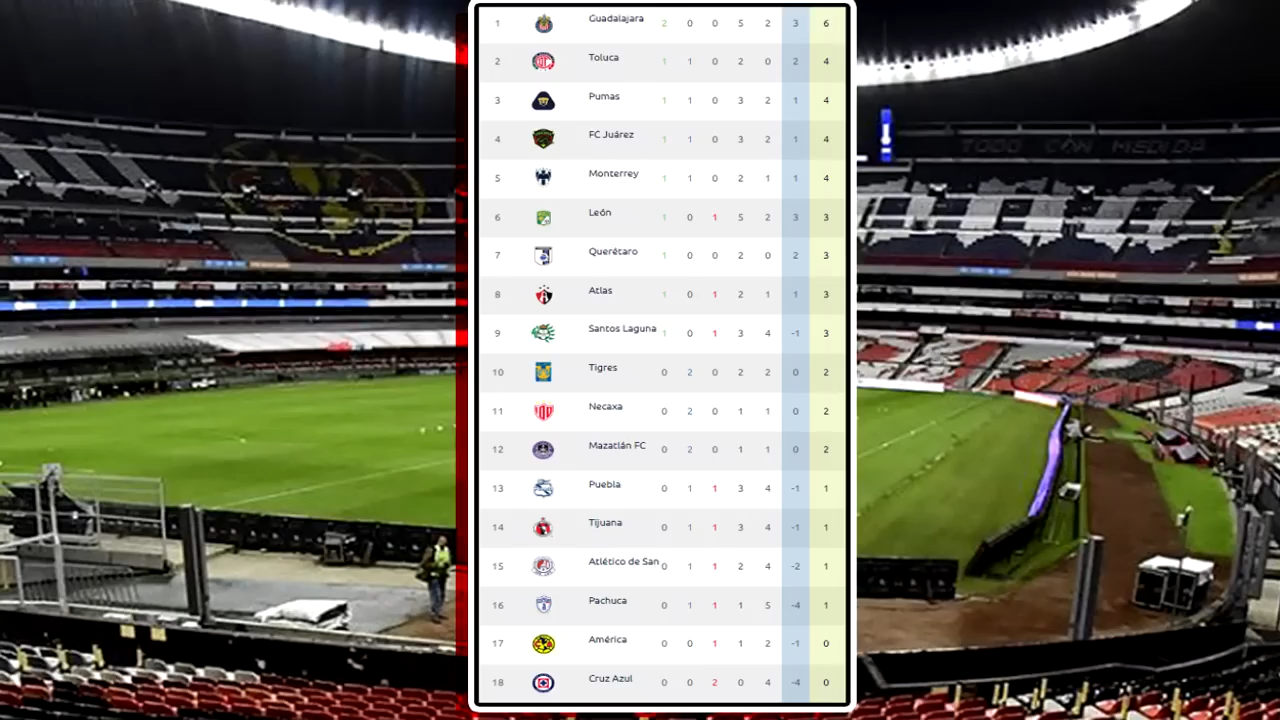 1 Guadalajara 2 0 0 5 2 3 6
2 Toluca 1 1 0 2 0 2 4
3 Pumas 1 1 0 3 2 1 4
4 FC Juárez 1 1 0 3 2 1 4
5 Monterrey 1 1 0 2 1 1 4
6 León 1 0 1 5 2 3 3
7 Querétaro 1 0 0 2 0 2 3
8 Atlas 1 0 1 2 1 1 3
9 Santos Laguna 1 0 1 3 4 -1 3
10 Tigres 0 2 0 2 2 0 2
11 Necaxa 0 2 0 1 1 0 2
12 Mazatlán FC 0 2 0 1 1 0 2
13 Puebla 0 1 1 3 4 -1 1
14 Tijuana 0 1 1 3 4 -1 1
15 Atlético de San 0 1 1 2 4 -2 1
16 Pachuca 0 1 1 1 5 -4 1
17 América 0 0 1 1 2 -1 0
18 Cruz Azul 0 0 2 0 4 -4 0
TODO CON MEDIDA